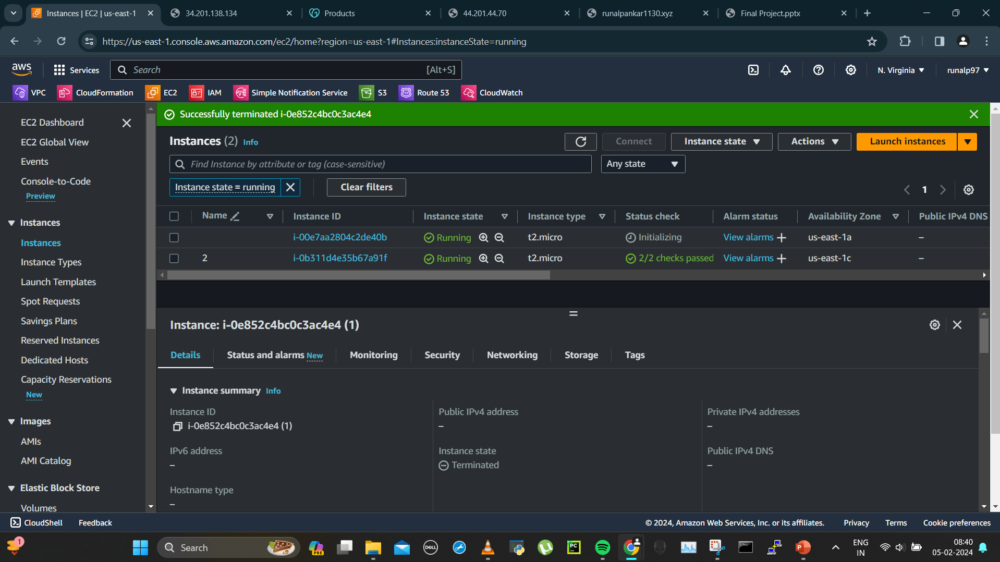 Instances | EC2 | us-east-1
34.201.138.134
Products
44.201.44.70
runalpankar1130.xyz
Final Project.pptx
https://us-east-1.console.aws.amazon.com/ec2/home?region=us-east-1#Instances:instanceState=running
aws
Services
Search
[Alt+S]
N. Virginia
runalp97
VPC
CloudFormation
EC2
IAM
Simple Notification Service
S3
Route 53
CloudWatch
EC2 Dashboard
EC2 Global View
Events
Console-to-Code
Preview
Instances
Instances
Instance Types
Launch Templates
Spot Requests
Savings Plans
Reserved Instances
Dedicated Hosts
Capacity Reservations
New
Images
AMIs
AMI Catalog
Elastic Block Store
Volumes
Successfully terminated i-0e852c4bc0c3ac4e4
Instances (2) Info
Connect
Instance state
Actions
Launch instances
Find Instance by attribute or tag (case-sensitive)
Any state
Instance state = running
Clear filters
1
Name Instance ID Instance state Instance type Status check Alarm status Availability Zone Public IPv4 DNS
i-00e7aa2804c2de40b Running t2.micro Initializing View alarms + us-east-1a –
2 i-0b311d4e35b67a91f Running t2.micro 2/2 checks passed View alarms + us-east-1c –
Instance: i-0e852c4bc0c3ac4e4 (1)
Details
Status and alarms New
Monitoring
Security
Networking
Storage
Tags
Instance summary Info
Instance ID
i-0e852c4bc0c3ac4e4 (1)
Public IPv4 address
–
Private IPv4 addresses
–
IPv6 address
–
Instance state
Terminated
Public IPv4 DNS
–
Hostname type
–
CloudShell
Feedback
© 2024, Amazon Web Services, Inc. or its affiliates.
Privacy
Terms
Cookie preferences
1
Search
PRE
DELL
PC
P
ENG
IN
08:40
05-02-2024